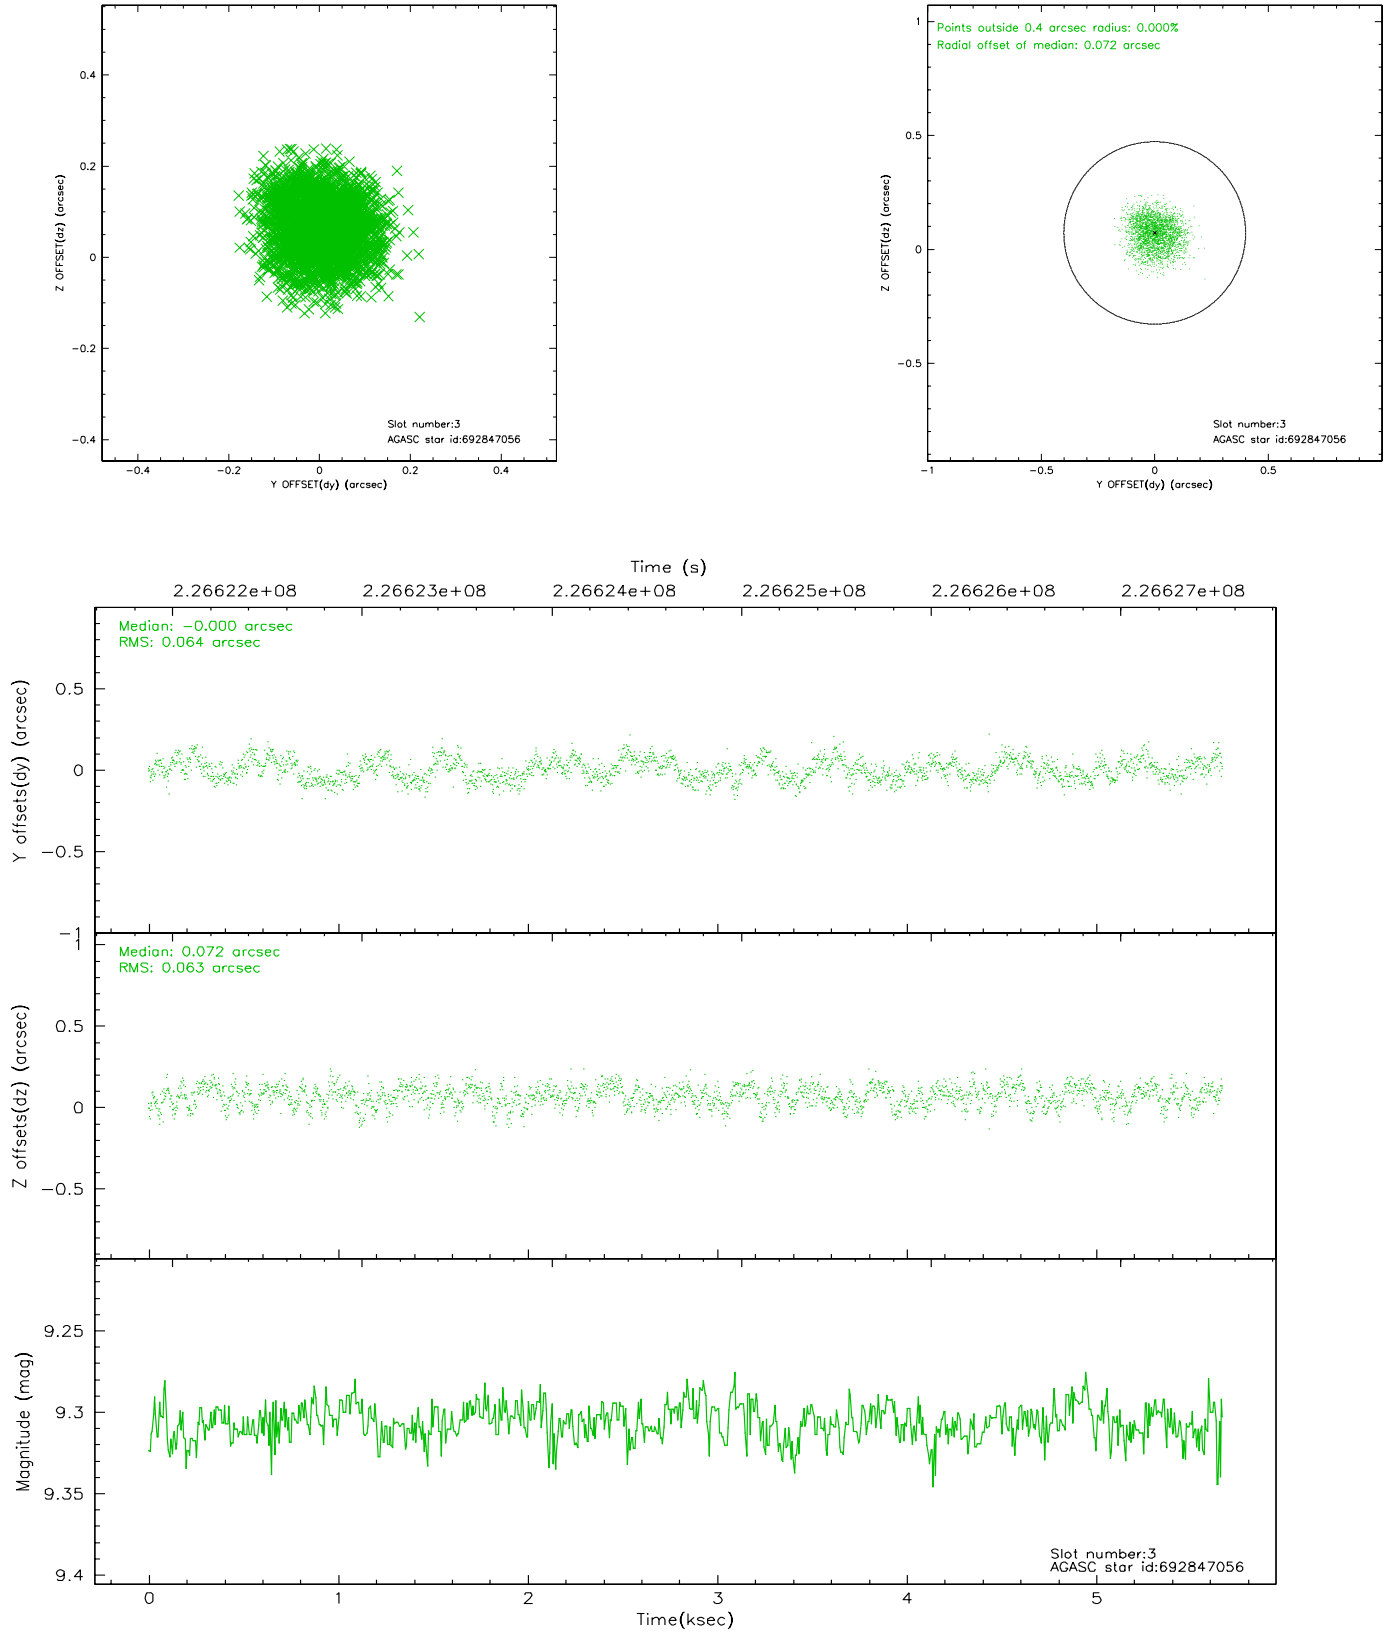 0.4
0.2
0
-0.2
-0.4
Z OFFSET(dz) (arcsec)
Slot number:3
AGASC star id:692847056
-0.4 -0.2 0 0.2 0.4
Y OFFSET(dy) (arcsec)
Points outside 0.4 arcsec radius: 0.000%
Radial offset of median: 0.072 arcsec
1
0.5
0
-0.5
Z OFFSET(dz) (arcsec)
Slot number:3
AGASC star id:692847056
-1 -0.5 0 0.5
Y OFFSET(dy) (arcsec)
Time (s)
2.26622e+08 2.26623e+08 2.26624e+08 2.26625e+08 2.26626e+08 2.26627e+08
Median: -0.000 arcsec
RMS: 0.064 arcsec
0.5
0
-0.5
-1
Y offsets(dy) (arcsec)
Median: 0.072 arcsec
RMS: 0.063 arcsec
1
0.5
0
-0.5
Z offsets(dz) (arcsec)
9.25
9.3
9.35
9.4
Magnitude (mag)
Slot number:3
AGASC star id:692847056
0 1 2 3 4 5
Time(ksec)